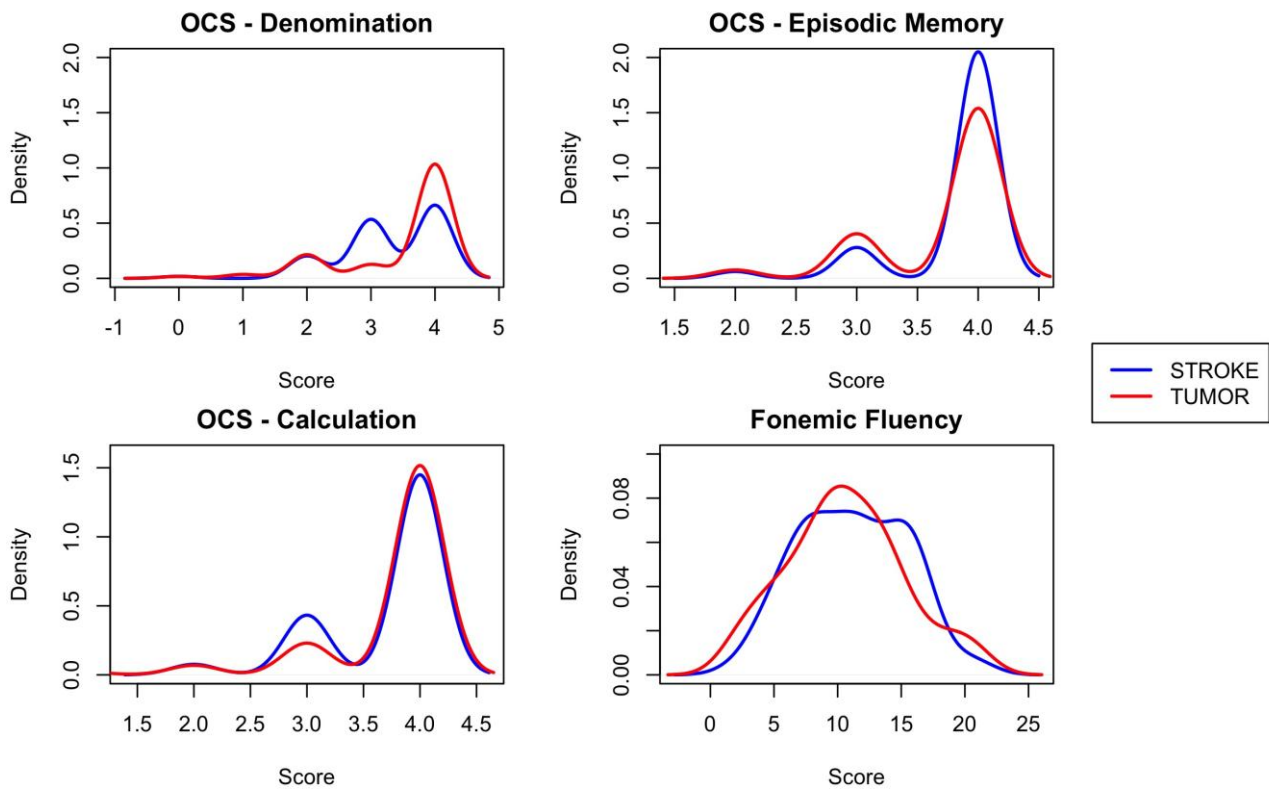 OCS - Denomination
Density
0.0 0.5 1.0 1.5 2.0
-1 0 1 2 3 4 5
Score
OCS - Episodic Memory
Density
0.0 0.5 1.0 1.5 2.0
1.5 2.0 2.5 3.0 3.5 4.0 4.5
Score
STROKE
TUMOR
OCS - Calculation
Density
0.0 0.5 1.0 1.5
1.5 2.0 2.5 3.0 3.5 4.0 4.5
Score
Fonemic Fluency
Density
0.00 0.04 0.08
0 5 10 15 20 25
Score